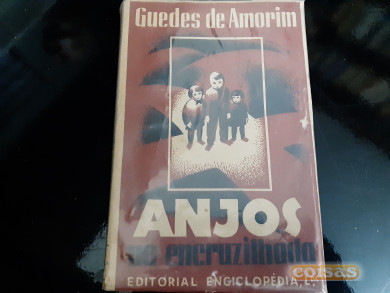 Guedes de Amorim
ANJOS
na encruzilhada
EDITORIAL ENCICLOPÉDIA, L.
coisas